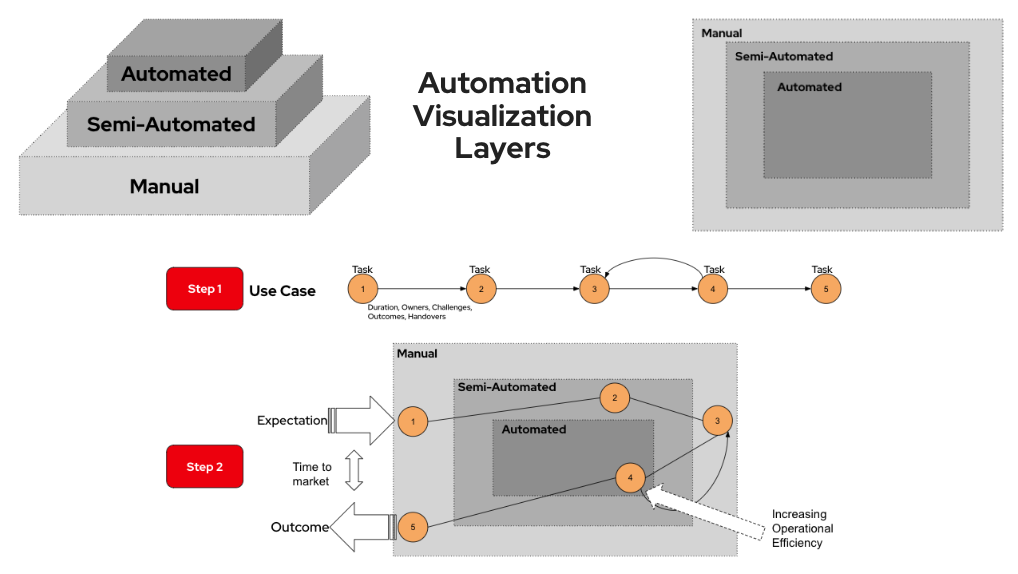 Automated
Semi-Automated
Manual
Automation
Visualization
Layers
Manual
Semi-Automated
Automated
Step 1
Use Case
Task
1
Task
2
Task
3
Task
4
Task
5
Duration, Owners, Challenges,
Outcomes, Handovers
Step 2
Manual
Semi-Automated
Automated
Expectation
1
2
3
4
Time to
market
Outcome
5
Increasing
Operational
Efficiency